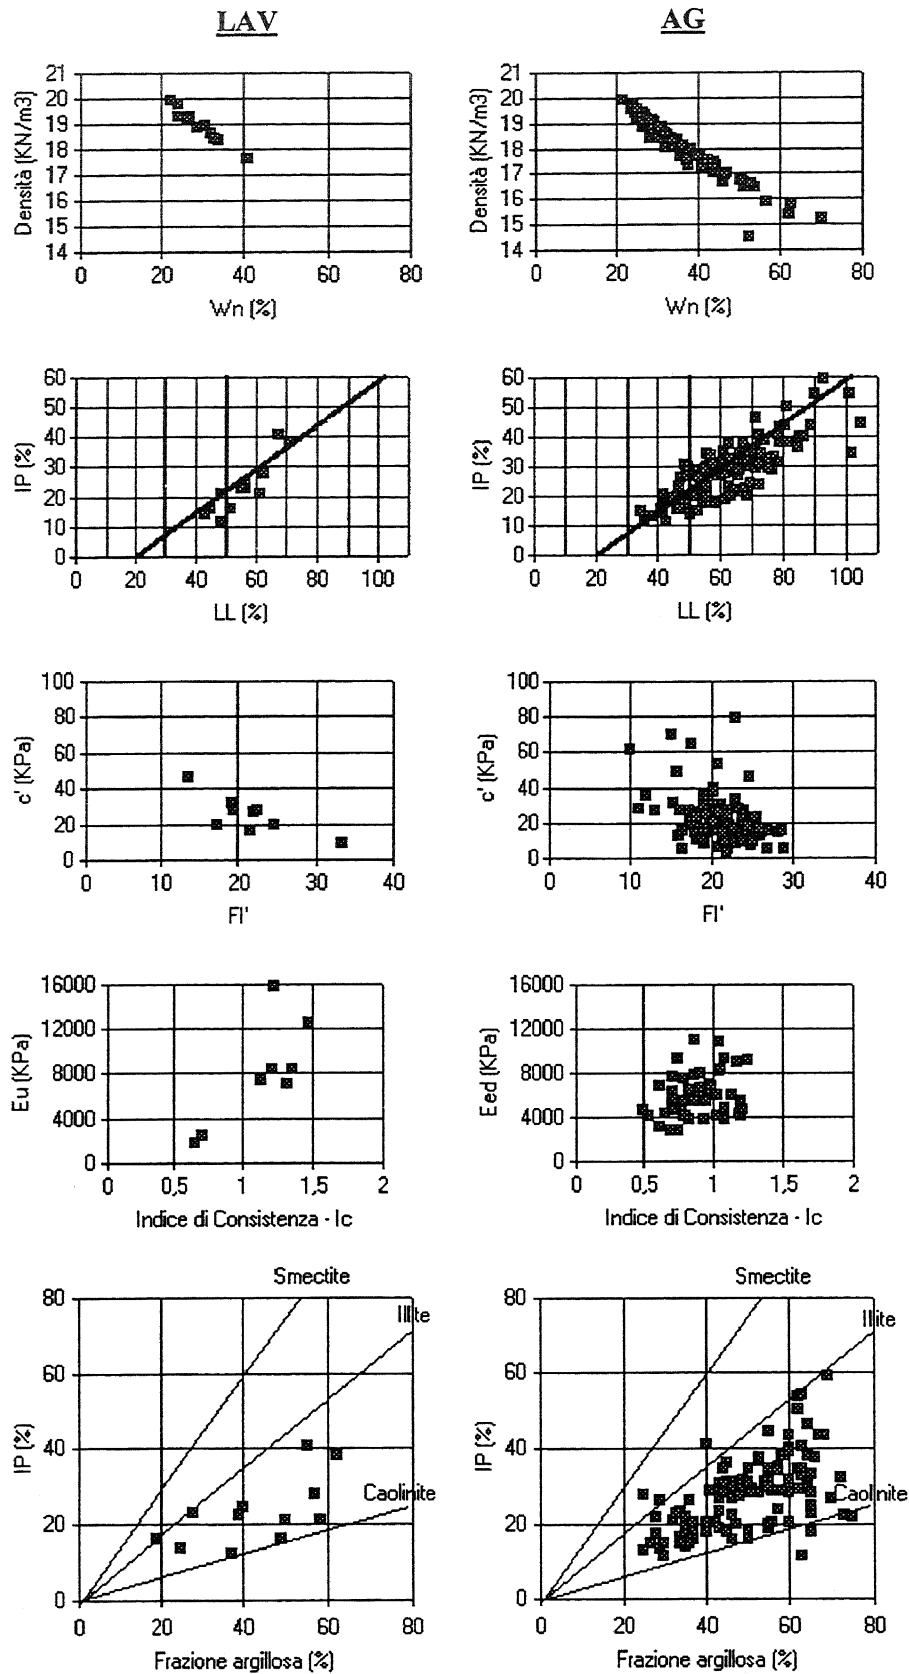 LAV
AG
21
20
19
18
17
16
15
14
0 20 40 60 80
Densità (KN/m3)
Wn (%)
21
20
19
18
17
16
15
14
0 20 40 60 80
Densità (KN/m3)
Wn (%)
60
50
40
30
20
10
0
0 20 40 60 80 100
IP (%)
LL (%)
60
50
40
30
20
10
0
0 20 40 60 80 100
IP (%)
LL (%)
100
80
60
40
20
0
0 10 20 30 40
c' (KPa)
FI'
100
80
60
40
20
0
0 10 20 30 40
c' (KPa)
FI'
16000
12000
8000
4000
0
0 0,5 1 1,5 2
Eu (KPa)
Indice di Consistenza - Ic
16000
12000
8000
4000
0
0 0,5 1 1,5 2
Eed (KPa)
Indice di Consistenza - Ic
Smectite
Illite
Caolinite
80
60
40
20
0
0 20 40 60 80
IP (%)
Frazione argillosa (%)
Smectite
Illite
Caolinite
80
60
40
20
0
0 20 40 60 80
IP (%)
Frazione argillosa (%)